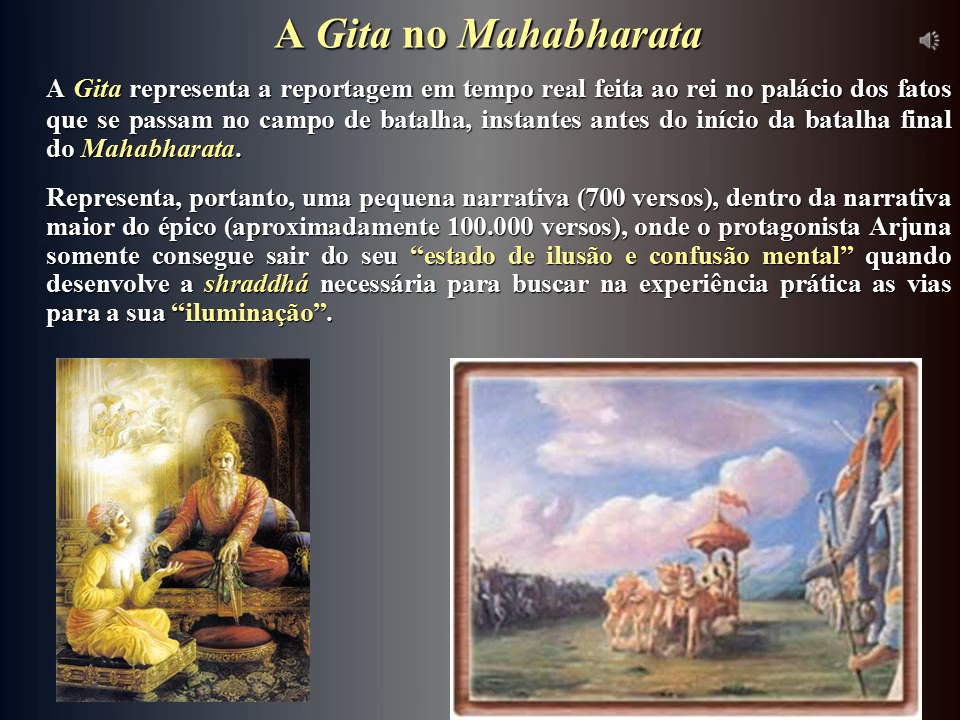 A Gita no Mahabharata
A Gita representa a reportagem em tempo real feita ao rei no palácio dos fatos
que se passam no campo de batalha, instantes antes do início da batalha final
do Mahabharata.
Representa, portanto, uma pequena narrativa (700 versos), dentro da narrativa
maior do épico (aproximadamente 100.000 versos), onde o protagonista Arjuna
somente consegue sair do seu “estado de ilusão e confusão mental” quando
desenvolve a shraddhá necessária para buscar na experiência prática as vias
para a sua “iluminação”.